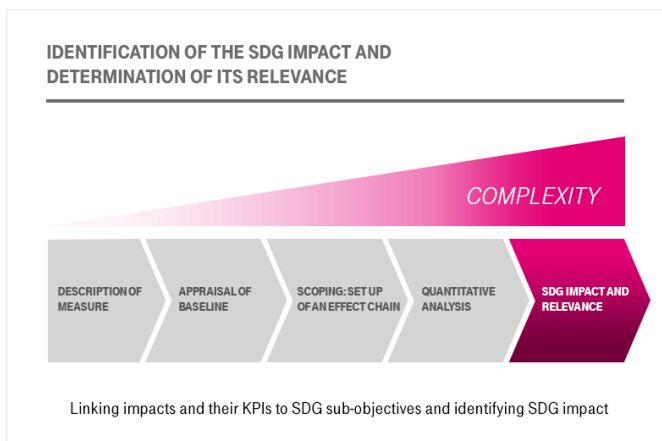 IDENTIFICATION OF THE SDG IMPACT AND
DETERMINATION OF ITS RELEVANCE
COMPLEXITY
DESCRIPTION OF
MEASURE
APPRAISAL OF
BASELINE
SCOPING: SET UP
OF AN EFFECT CHAIN
QUANTITATIVE
ANALYSIS
SDG IMPACT AND
RELEVANCE
Linking impacts and their KPIs to SDG sub-objectives and identifying SDG impact